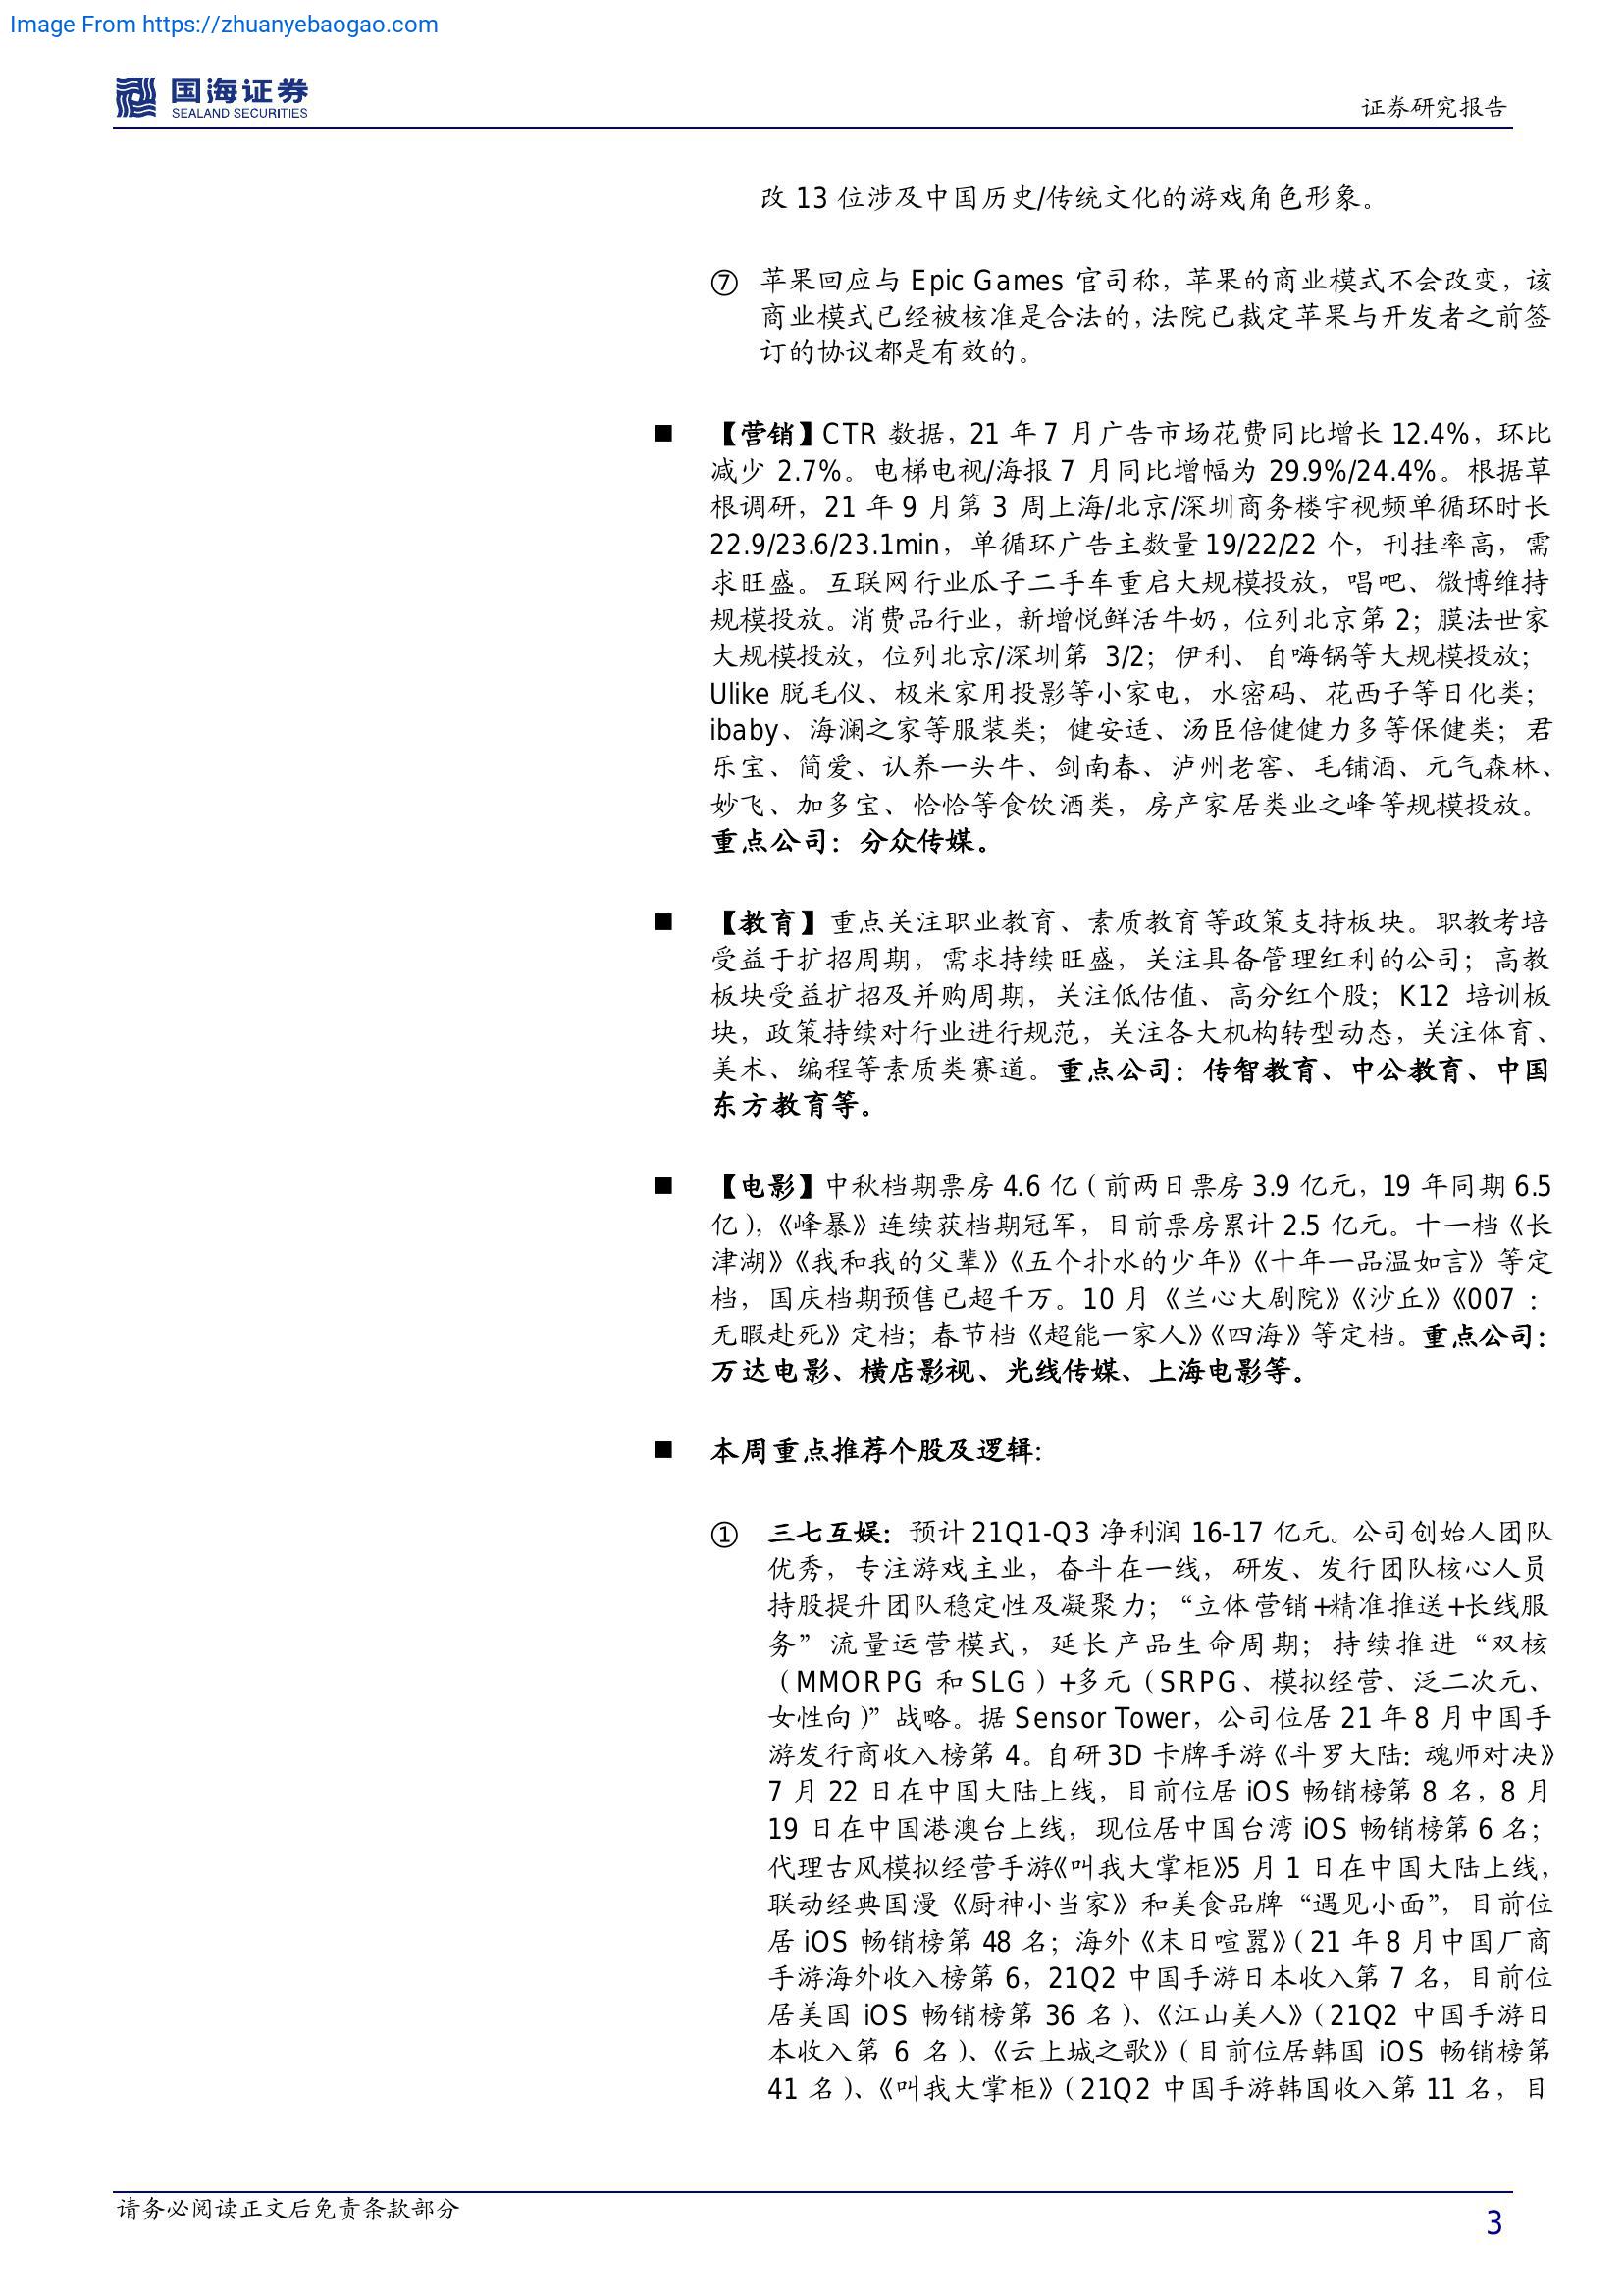 Image From https://zhuanyebaogao.com
国海证券
SEALAND SECURITIES
证券研究报告
改 13 位涉及中国历史/传统文化的游戏角色形象。
⑦ 苹果回应与 Epic Games 官司称，苹果的商业模式不会改变，该
商业模式已经被核准是合法的，法院已裁定苹果与开发者之前签
订的协议都是有效的。
■ 【营销】CTR 数据，21 年 7 月广告市场花费同比增长 12.4%，环比
减少 2.7%。电梯电视/海报 7 月同比增幅为 29.9%/24.4%。根据草
根调研，21 年 9 月第 3 周上海/北京/深圳商务楼宇视频单循环时长
22.9/23.6/23.1min，单循环广告主数量 19/22/22 个，刊挂率高，需
求旺盛。互联网行业瓜子二手车重启大规模投放，唱吧、微博维持
规模投放。消费品行业，新增悦鲜活牛奶，位列北京第 2；膜法世家
大规模投放，位列北京/深圳第 3/2；伊利、自嗨锅等大规模投放；
Ulike 脱毛仪、极米家用投影等小家电，水密码、花西子等日化类；
ibaby、海澜之家等服装类；健安适、汤臣倍健健力多等保健类；君
乐宝、简爱、认养一头牛、剑南春、泸州老窖、毛铺酒、元气森林、
妙飞、加多宝、恰恰等食饮酒类，房产家居类业之峰等规模投放。
重点公司：分众传媒。
■ 【教育】重点关注职业教育、素质教育等政策支持板块。职教考培
受益于扩招周期，需求持续旺盛，关注具备管理红利的公司；高教
板块受益扩招及并购周期，关注低估值、高分红个股；K12 培训板
块，政策持续对行业进行规范，关注各大机构转型动态，关注体育、
美术、编程等素质类赛道。重点公司：传智教育、中公教育、中国
东方教育等。
■ 【电影】中秋档期票房 4.6 亿（前两日票房 3.9 亿元，19 年同期 6.5
亿），《峰暴》连续获档期冠军，目前票房累计 2.5 亿元。十一档《长
津湖》《我和我的父辈》《五个扑水的少年》《十年一品温如言》等定
档，国庆档期预售已超千万。10 月《兰心大剧院》《沙丘》《007：
无暇赴死》定档；春节档《超能一家人》《四海》等定档。重点公司：
万达电影、横店影视、光线传媒、上海电影等。
■ 本周重点推荐个股及逻辑：
① 三七互娱：预计 21Q1-Q3 净利润 16-17 亿元。公司创始人团队
优秀，专注游戏主业，奋斗在一线，研发、发行团队核心人员
持股提升团队稳定性及凝聚力；“立体营销+精准推送+长线服
务”流量运营模式，延长产品生命周期；持续推进“双核
（MMORPG 和 SLG）+多元（SRPG、模拟经营、泛二次元、
女性向）”战略。据 Sensor Tower，公司位居 21 年 8 月中国手
游发行商收入榜第 4。自研 3D 卡牌手游《斗罗大陆：魂师对决》
7 月 22 日在中国大陆上线，目前位居 iOS 畅销榜第 8 名，8 月
19 日在中国港澳台上线，现位居中国台湾 iOS 畅销榜第 6 名；
代理古风模拟经营手游《叫我大掌柜》5 月 1 日在中国大陆上线，
联动经典国漫《厨神小当家》和美食品牌“遇见小面”，目前位
居 iOS 畅销榜第 48 名；海外《末日喧嚣》（21 年 8 月中国厂商
手游海外收入榜第 6，21Q2 中国手游日本收入第 7 名，目前位
居美国 iOS 畅销榜第 36 名）、《江山美人》（21Q2 中国手游日
本收入第 6 名）、《云上城之歌》（目前位居韩国 iOS 畅销榜第
41 名）、《叫我大掌柜》（21Q2 中国手游韩国收入第 11 名，目
请务必阅读正文后免责条款部分
3